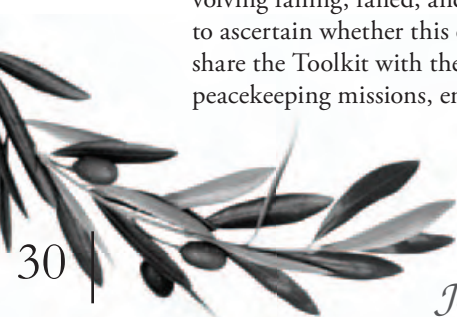 volving failing, failed, and
to ascertain whether this
share the Toolkit with the
peacekeeping missions, en
30
J